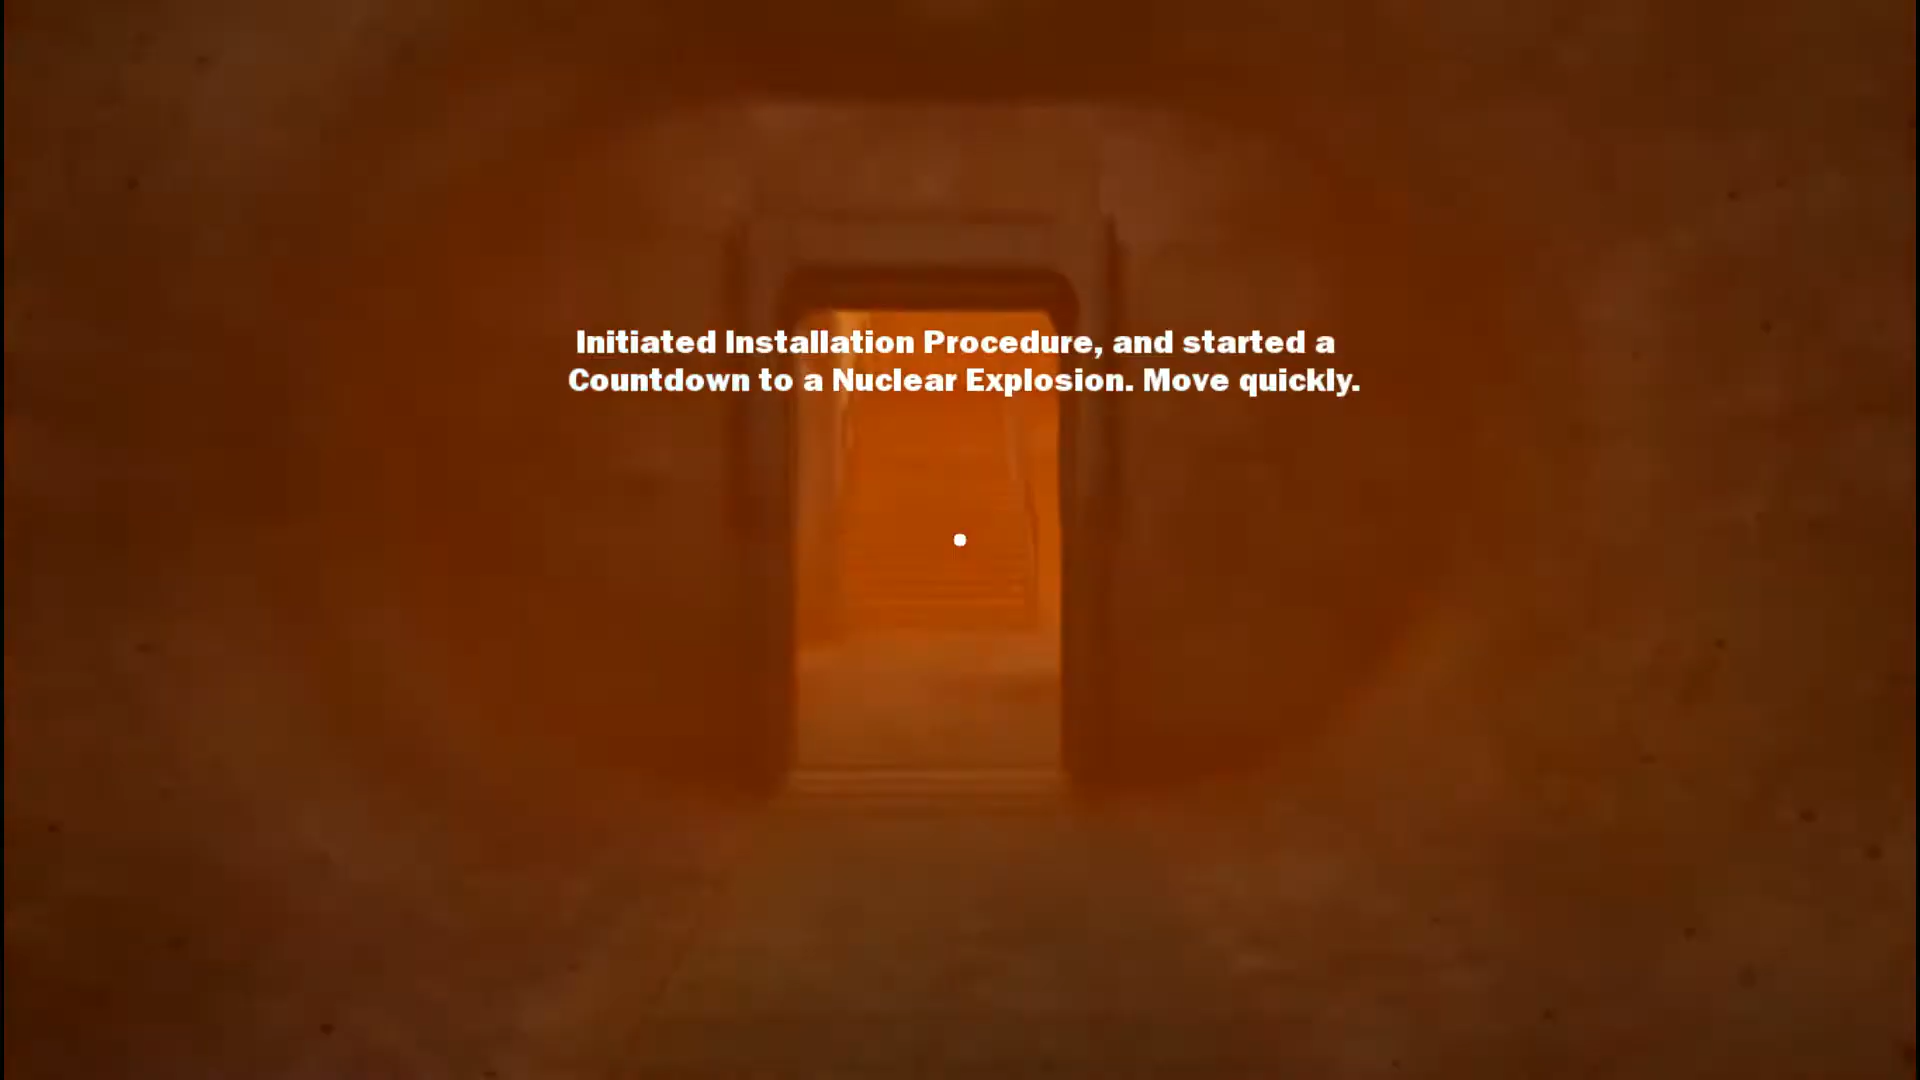 Initiated Installation Procedure, and started a
Countdown to a Nuclear Explosion. Move quickly.